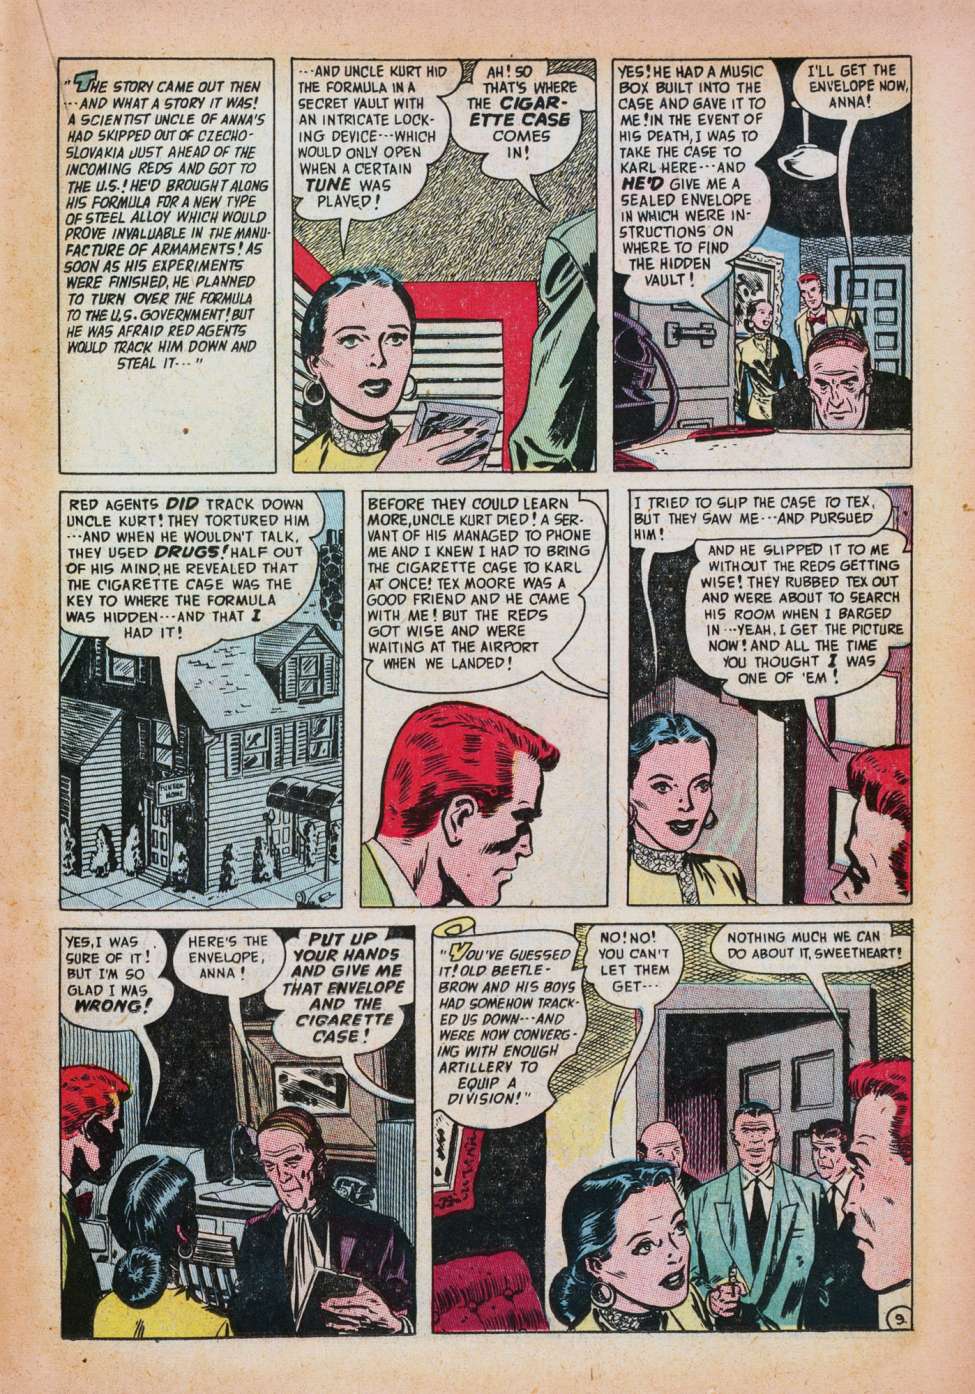 "THE STORY CAME OUT THEN
---AND WHAT A STORY IT WAS!
A SCIENTIST UNCLE OF ANNA'S
HAD SKIPPED OUT OF CZECHO-
SLOVAKIA JUST AHEAD OF THE
INCOMING REDS AND GOT TO
THE U.S.! HE'D BROUGHT ALONG
HIS FORMULA FOR A NEW TYPE
OF STEEL ALLOY WHICH WOULD
PROVE INVALUABLE IN THE MANU-
FACTURE OF ARMAMENTS! AS
SOON AS HIS EXPERIMENTS
WERE FINISHED, HE PLANNED
TO TURN OVER THE FORMULA
TO THE U.S. GOVERNMENT! BUT
HE WAS AFRAID RED AGENTS
WOULD TRACK HIM DOWN AND
STEAL IT---"
---AND UNCLE KURT HID
THE FORMULA IN A
SECRET VAULT WITH
AN INTRICATE LOCK-
ING DEVICE---WHICH
WOULD ONLY OPEN
WHEN A CERTAIN
TUNE WAS
PLAYED!
AH! SO
THAT'S WHERE
THE CIGAR-
ETTE CASE
COMES
IN!
YES! HE HAD A MUSIC
BOX BUILT INTO THE
CASE AND GAVE IT TO
ME! IN THE EVENT OF
HIS DEATH, I WAS TO
TAKE THE CASE TO
KARL HERE---AND
HE'D GIVE ME A
SEALED ENVELOPE
IN WHICH WERE IN-
STRUCTIONS ON
WHERE TO FIND
THE HIDDEN
VAULT!
I'LL GET THE
ENVELOPE NOW,
ANNA!
RED AGENTS DID TRACK DOWN
UNCLE KURT! THEY TORTURED HIM
---AND WHEN HE WOULDN'T TALK,
THEY USED DRUGS! HALF OUT
OF HIS MIND, HE REVEALED THAT
THE CIGARETTE CASE WAS THE
KEY TO WHERE THE FORMULA
WAS HIDDEN---AND THAT I
HAD IT!
FUNERAL
HOME
BEFORE THEY COULD LEARN
MORE, UNCLE KURT DIED! A SER-
VANT OF HIS MANAGED TO PHONE
ME AND I KNEW I HAD TO BRING
THE CIGARETTE CASE TO KARL
AT ONCE! TEX MOORE WAS A
GOOD FRIEND AND HE CAME
WITH ME! BUT THE REDS
GOT WISE AND WERE
WAITING AT THE AIRPORT
WHEN WE LANDED!
I TRIED TO SLIP THE CASE TO TEX,
BUT THEY SAW ME---AND PURSUED
HIM!
AND HE SLIPPED IT TO ME
WITHOUT THE REDS GETTING
WISE! THEY RUBBED TEX OUT
AND WERE ABOUT TO SEARCH
HIS ROOM WHEN I BARGED
IN---YEAH, I GET THE PICTURE
NOW! AND ALL THE TIME
YOU THOUGHT I WAS
ONE OF 'EM!
YES, I WAS
SURE OF IT!
BUT I'M SO
GLAD I WAS
WRONG!
HERE'S THE
ENVELOPE,
ANNA!
PUT UP
YOUR HANDS
AND GIVE ME
THAT ENVELOPE
AND THE
CIGARETTE
CASE!
"YOU'VE GUESSED
IT! OLD BEETLE-
BROW AND HIS BOYS
HAD SOMEHOW TRACK-
ED US DOWN---AND
WERE NOW CONVERG-
ING WITH ENOUGH
ARTILLERY TO
EQUIP A
DIVISION!"
NO! NO!
YOU CAN'T
LET THEM
GET---
NOTHING MUCH WE CAN
DO ABOUT IT, SWEETHEART!
9